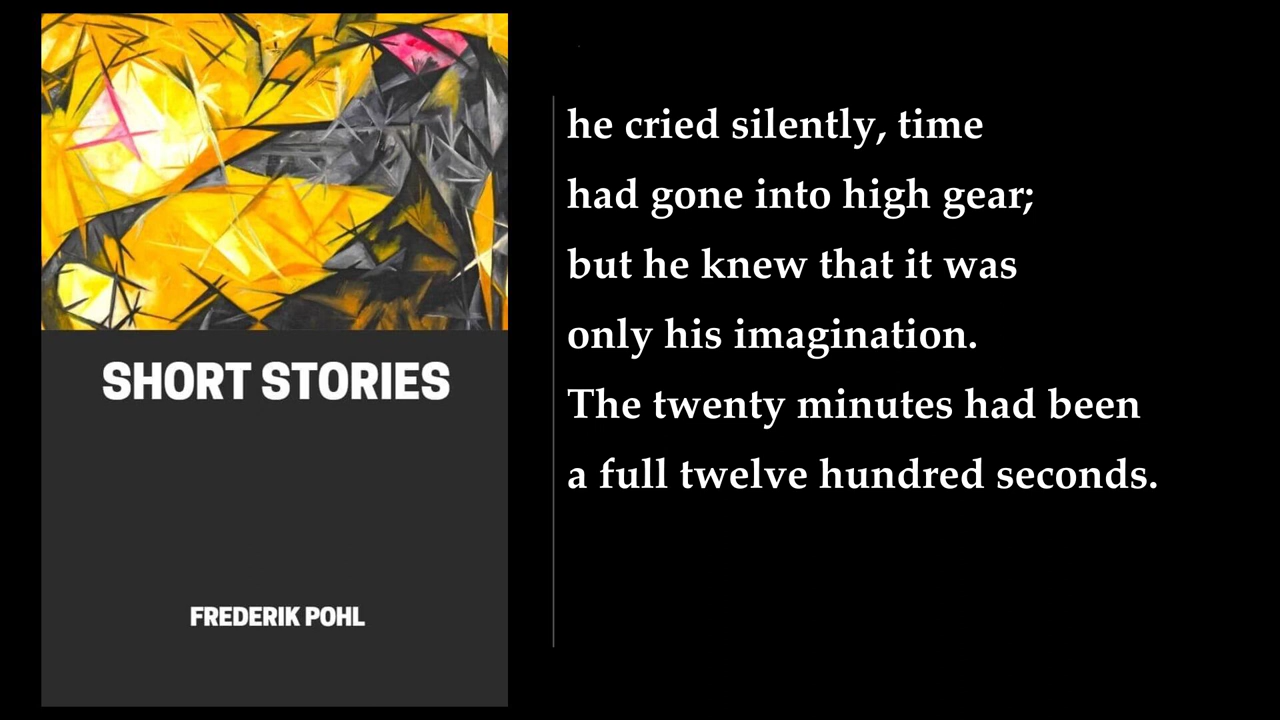 SHORT STORIES
FREDERIK POHL
he cried silently, time
had gone into high gear;
but he knew that it was
only his imagination.
The twenty minutes had been
a full twelve hundred seconds.